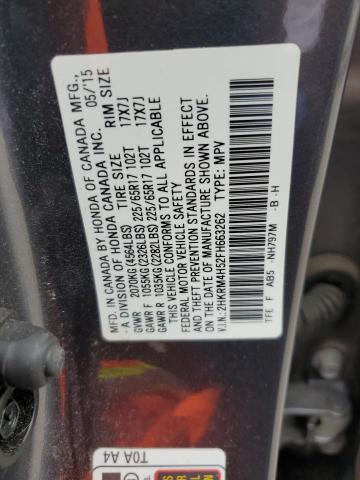 MFD. IN CANADA BY HONDA OF CANADA MFG.,
- A DIVISION OF HONDA CANADA INC. 05/15
TIRE SIZE RIM SIZE
GVWR 2070KG(4564LBS)
GAWR F 1055KG(2326LBS) 225/65R17 102T 17X7J
GAWR R 1035KG(2282LBS) 225/65R17 102T 17X7J
THIS VEHICLE CONFORMS TO ALL APPLICABLE
FEDERAL MOTOR VEHICLE SAFETY, BUMPER,
AND THEFT PREVENTION STANDARDS IN EFFECT
ON THE DATE OF MANUFACTURE SHOWN ABOVE.
V.I.N.:2HKRM4H52FH663262 TYPE: MPV
TFE F AB5 -NH797M -B -H
T0A A4